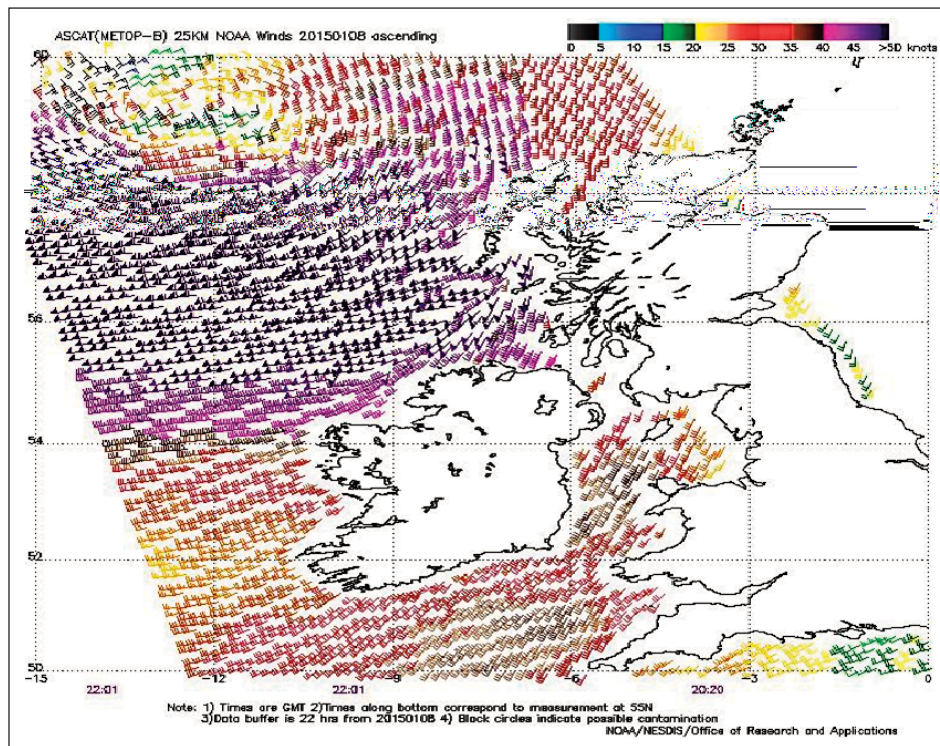 ASCAT(METOP-B) 25KM NOAA Winds 20150108 ascending
0 5 10 15 20 25 30 35 40 45 >50 knots
60
56
54
52
50
-15 -12 -9 -6 -3 0
22:01 22:01 20:20
Note: 1) Times are GMT 2)Times along bottom correspond to measurement at 55N
3)Data buffer is 22 hrs from 20150108 4) Black circles indicate possible contamination
NOAA/NESDIS/Office of Research and Applications